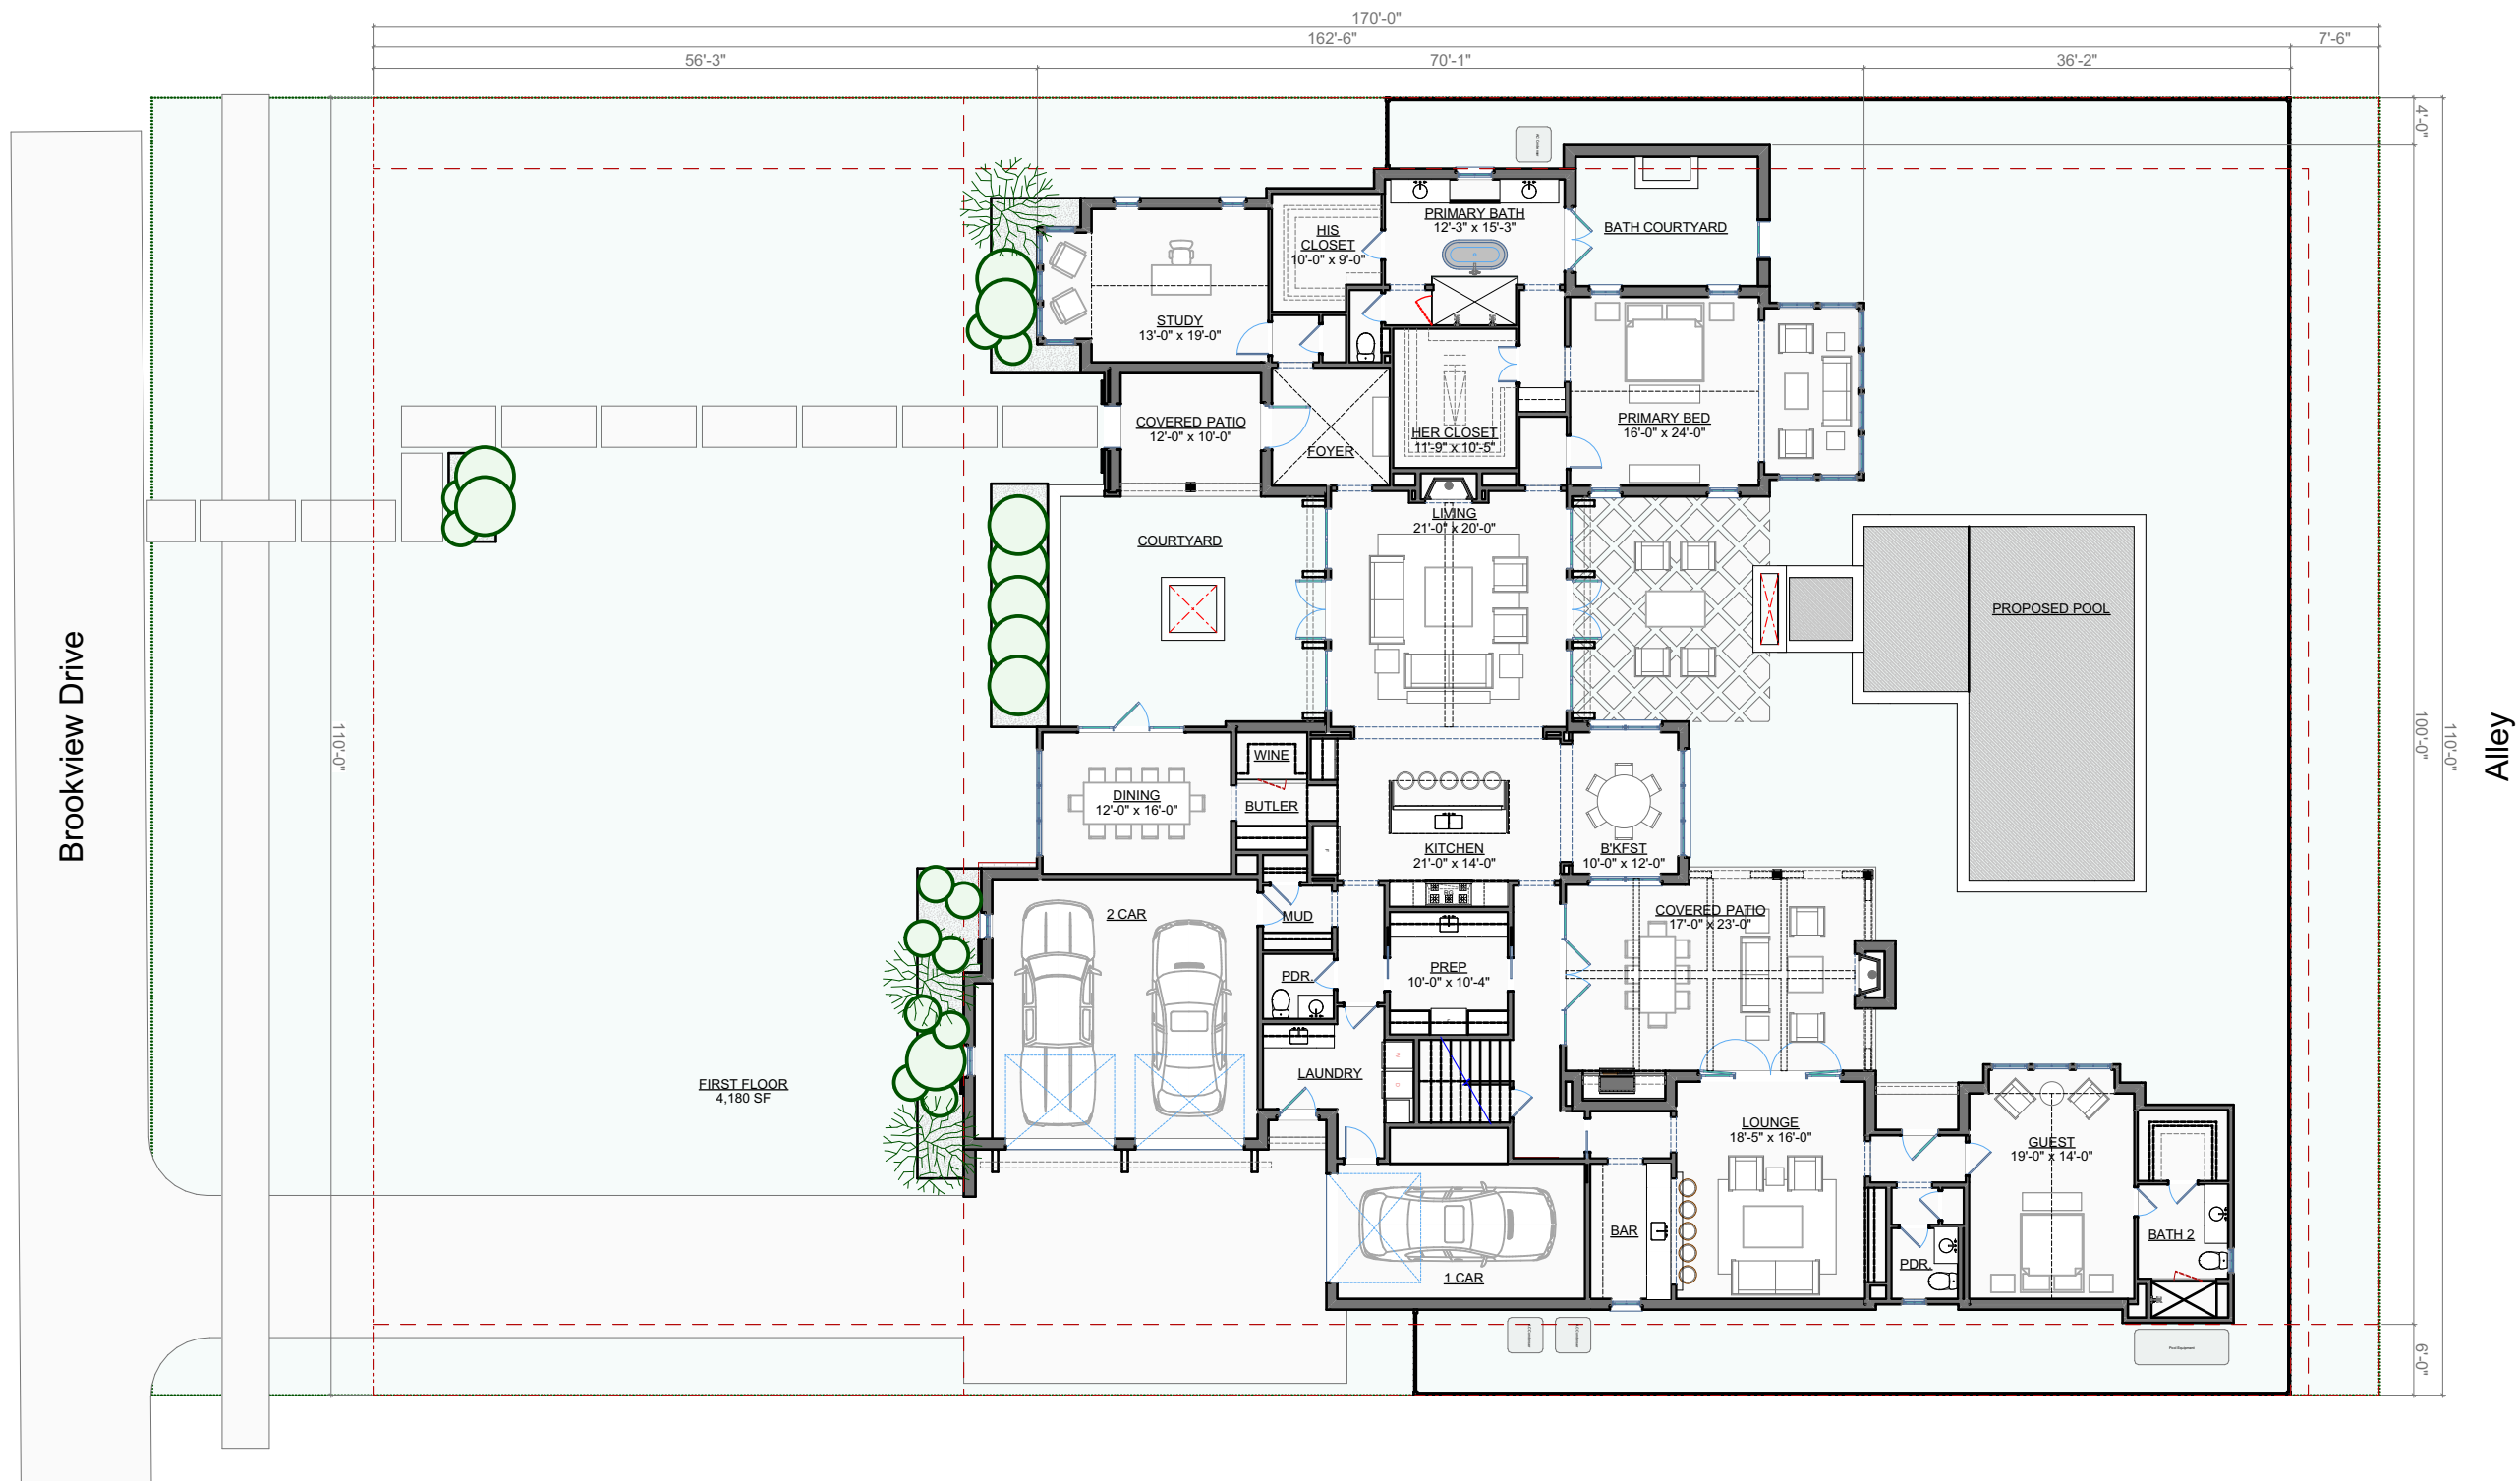 170'-0"
162'-6"
7'-6"
56'-3"
70'-1"
36'-2"
4'-0"
PRIMARY BATH
12'-3" x 15'-3"
HIS
CLOSET
10'-0" x 9'-0"
BATH COURTYARD
STUDY
13'-0" x 19'-0"
COVERED PATIO
12'-0" x 10'-0"
FOYER
HER CLOSET
11'-9" x 10'-5"
PRIMARY BED
16'-0" x 24'-0"
LIVING
21'-0" x 20'-0"
COURTYARD
PROPOSED POOL
Brookview Drive
110'-0"
100'-0"
110'-0"
Alley
WINE
DINING
12'-0" x 16'-0"
BUTLER
KITCHEN
21'-0" x 14'-0"
B'KFST
10'-0" x 12'-0"
2 CAR
MUD
COVERED PATIO
17'-0" x 23'-0"
PDR.
PREP
10'-0" x 10'-4"
FIRST FLOOR
4,180 SF
LAUNDRY
LOUNGE
18'-5" x 16'-0"
GUEST
19'-0" x 14'-0"
BAR
BATH 2
PDR.
1 CAR
Pool Equipment
6'-0"